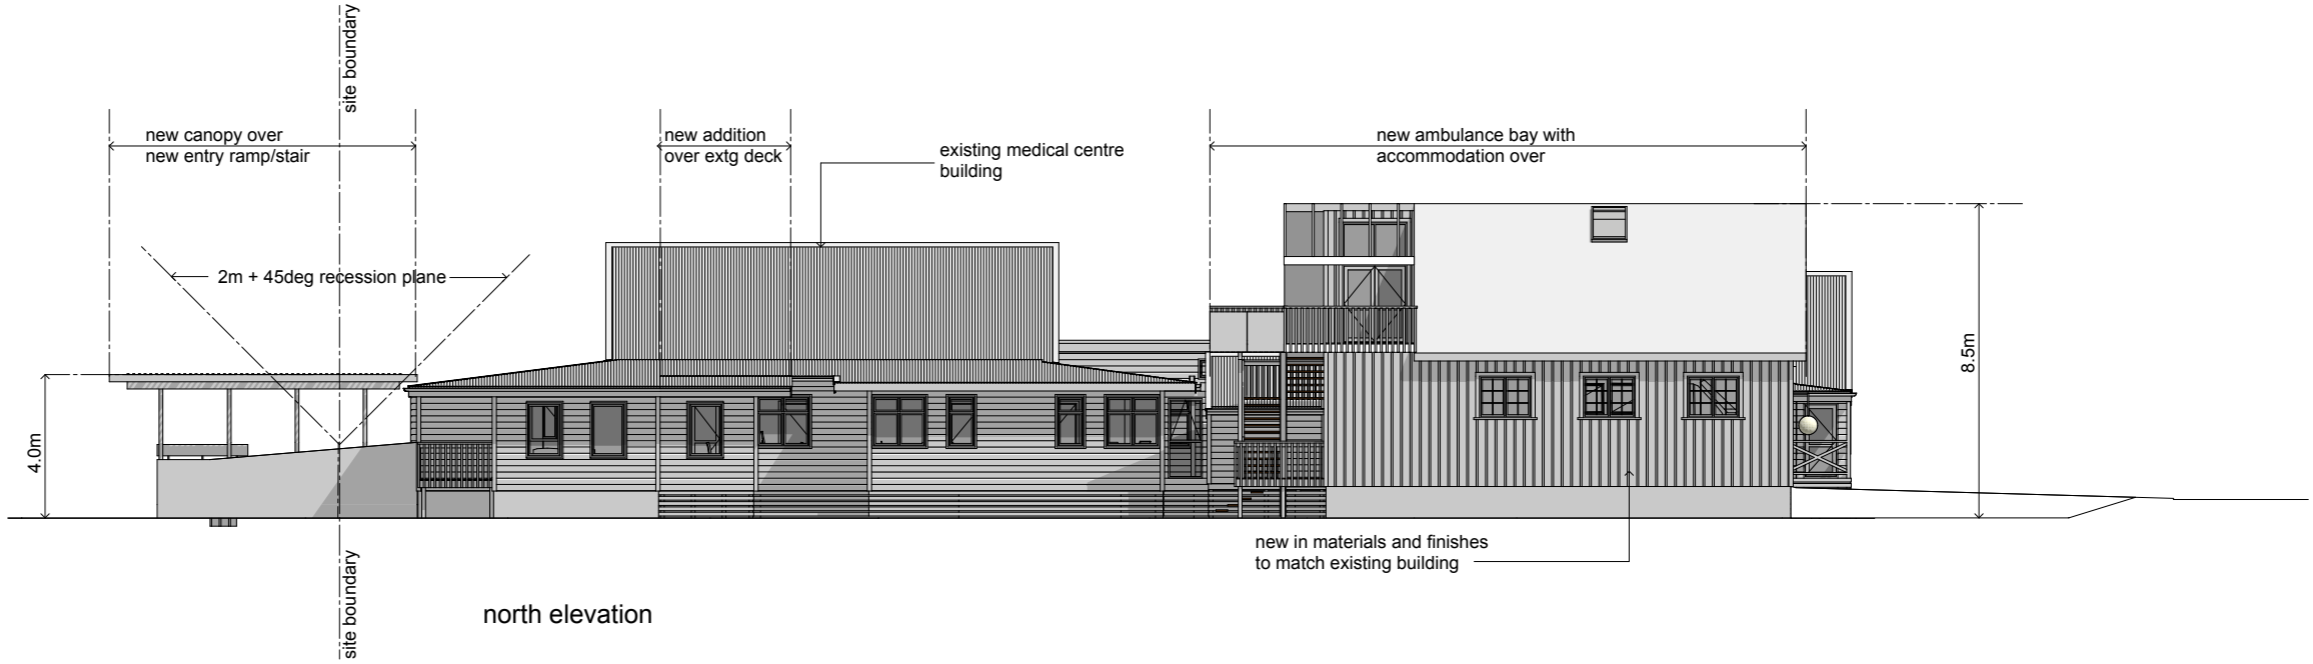 site boundary
new canopy over
new entry ramp/stair
new addition
over extg deck
existing medical centre
building
new ambulance bay with
accommodation over
2m + 45deg recession plane
4.0m
8.5m
new in materials and finishes
to match existing building
site boundary
north elevation